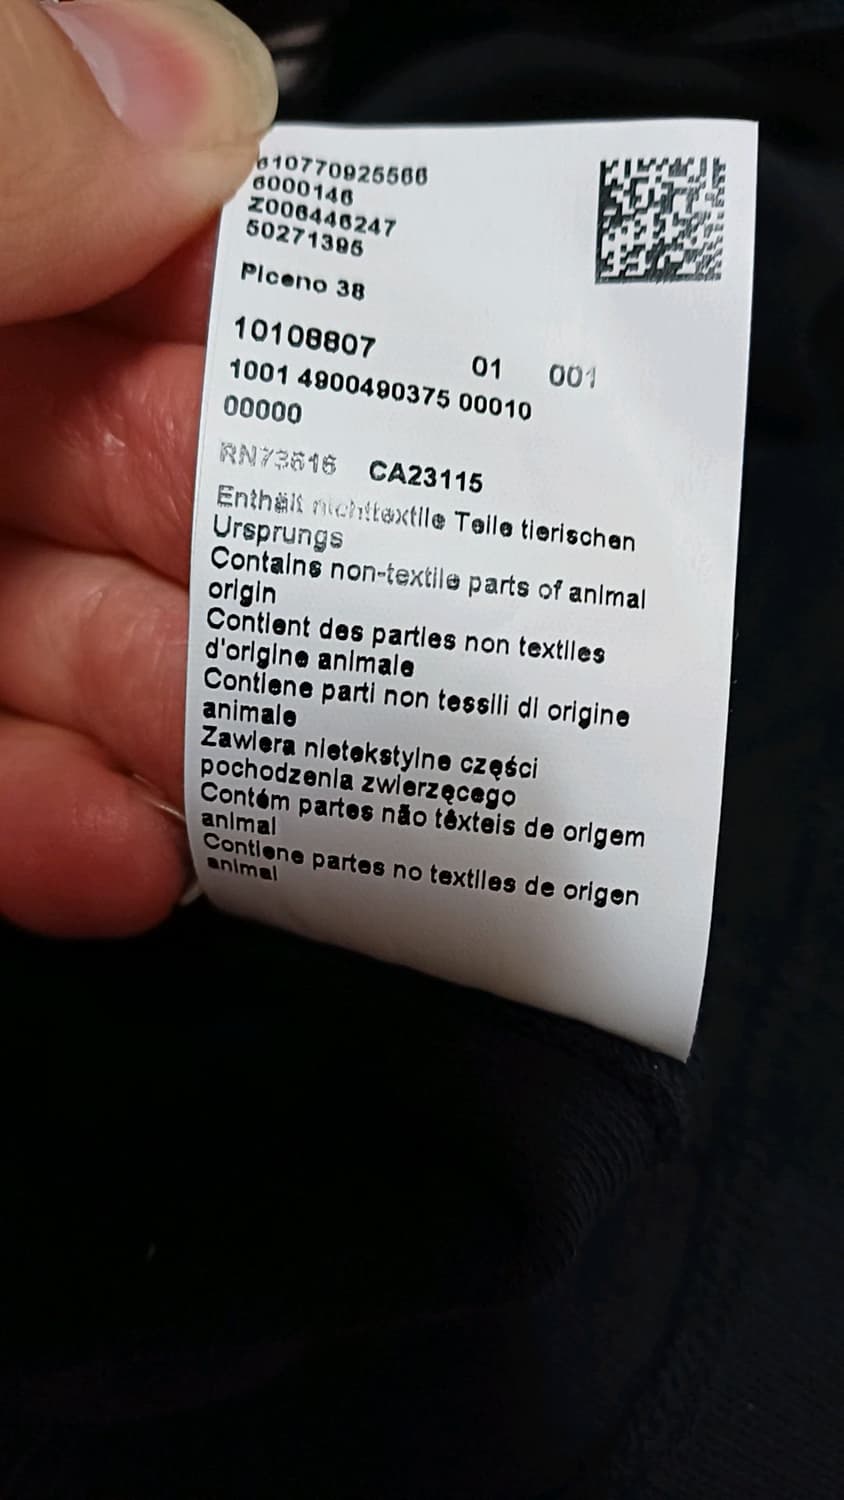 610770925566
6000146
Z006446247
50271395
Piceno 38
10108807 01 001
1001 4900490375 00010
00000
RN73616 CA23115
Enthält nichttextile Teile tierischen
Ursprungs
Contains non-textile parts of animal
origin
Contient des parties non textiles
d'origine animale
Contiene parti non tessili di origine
animale
Zawiera nietekstylne części
pochodzenia zwierzęcego
Contém partes não têxteis de origem
animal
Contiene partes no textiles de origen
animal